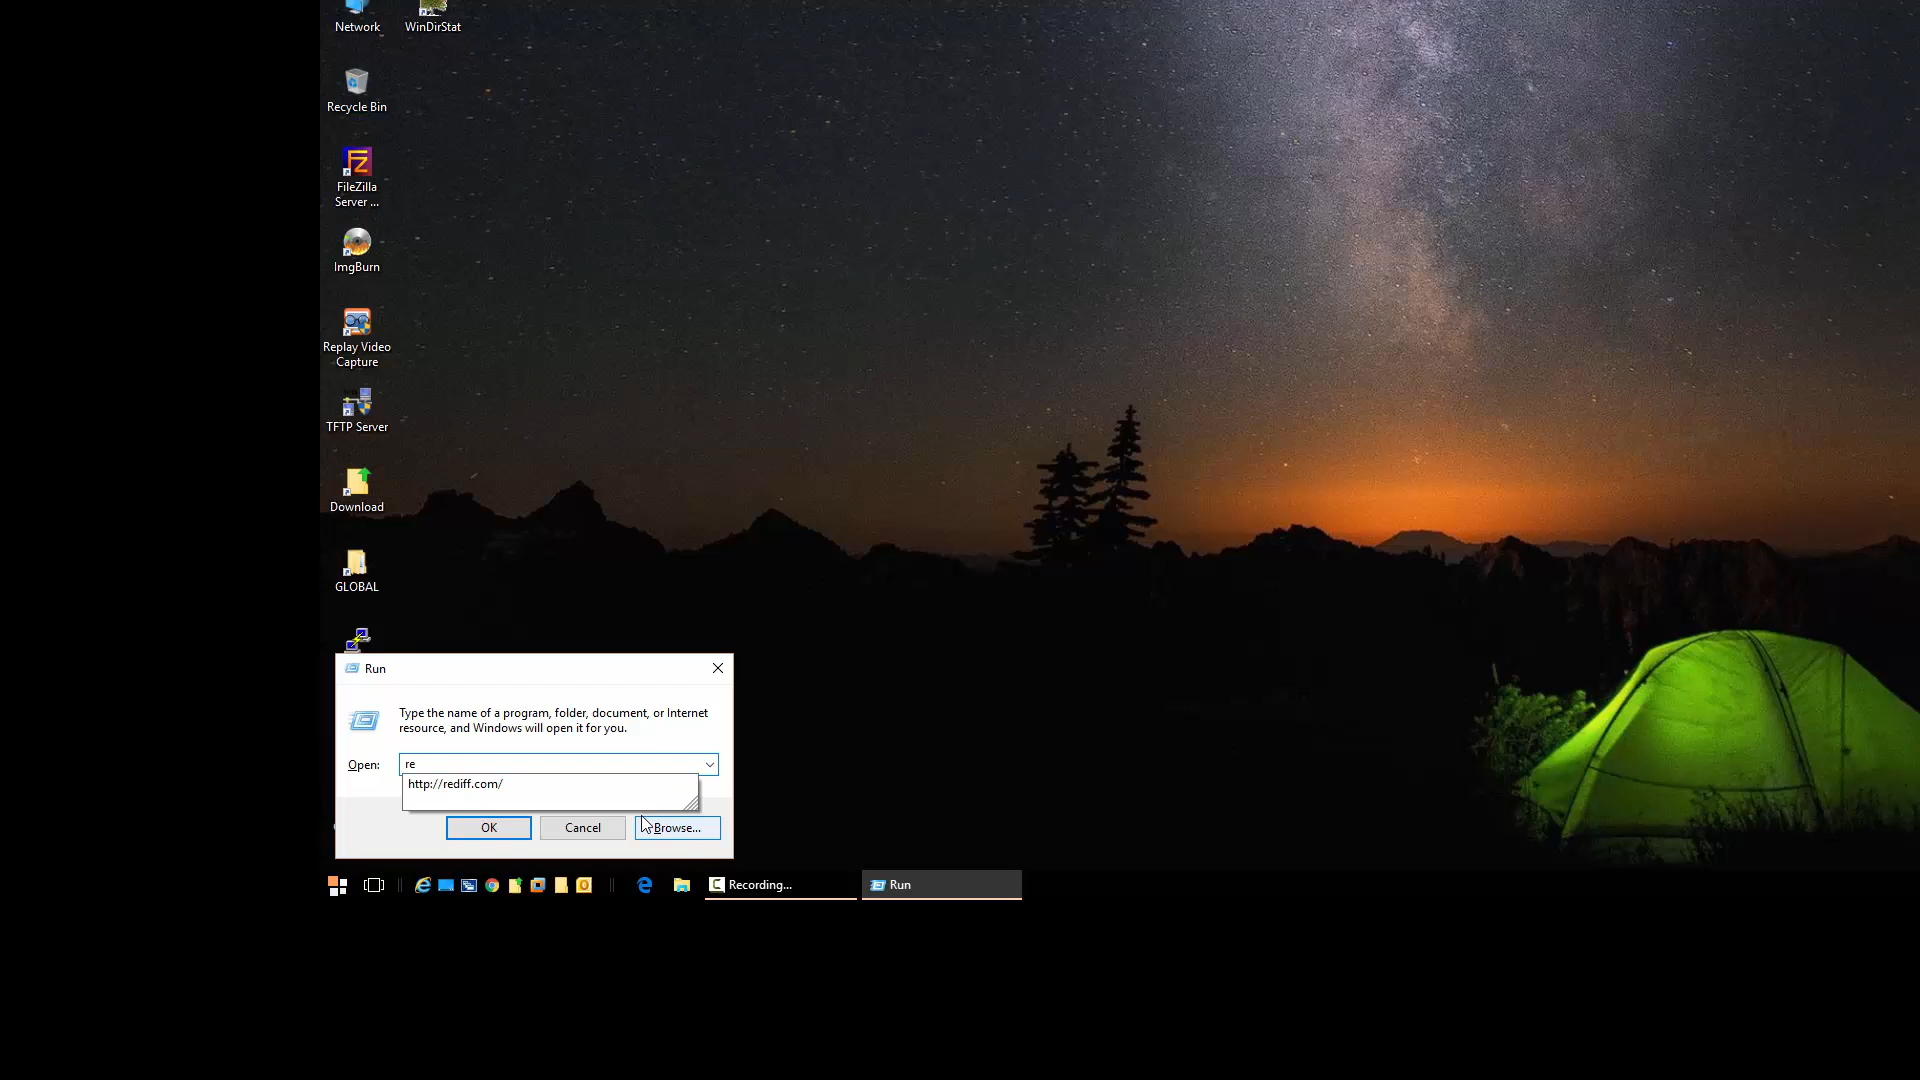 Network
WinDirStat
Recycle Bin
FileZilla
Server ...
ImgBurn
Replay Video
Capture
TFTP Server
Download
GLOBAL
Run
Type the name of a program, folder, document, or Internet
resource, and Windows will open it for you.
Open:
re
http://rediff.com/
OK
Cancel
Browse...
Recording...
Run